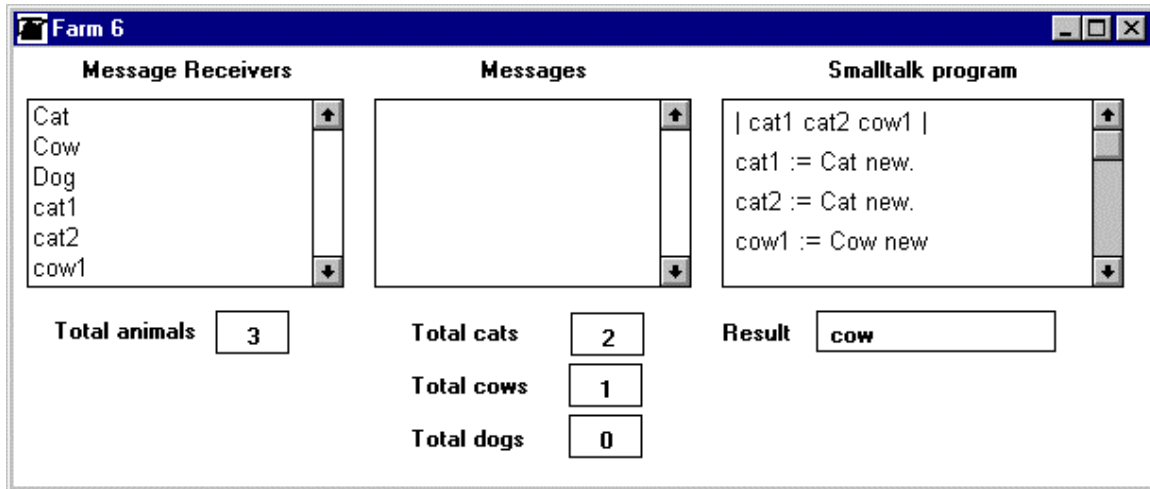 Farm 6
Message Receivers
Messages
Smalltalk program
Cat
Cow
Dog
cat1
cat2
cow1
| cat1 cat2 cow1 |
cat1 := Cat new.
cat2 := Cat new.
cow1 := Cow new
Total animals 3
Total cats 2
Result cow
Total cows 1
Total dogs 0